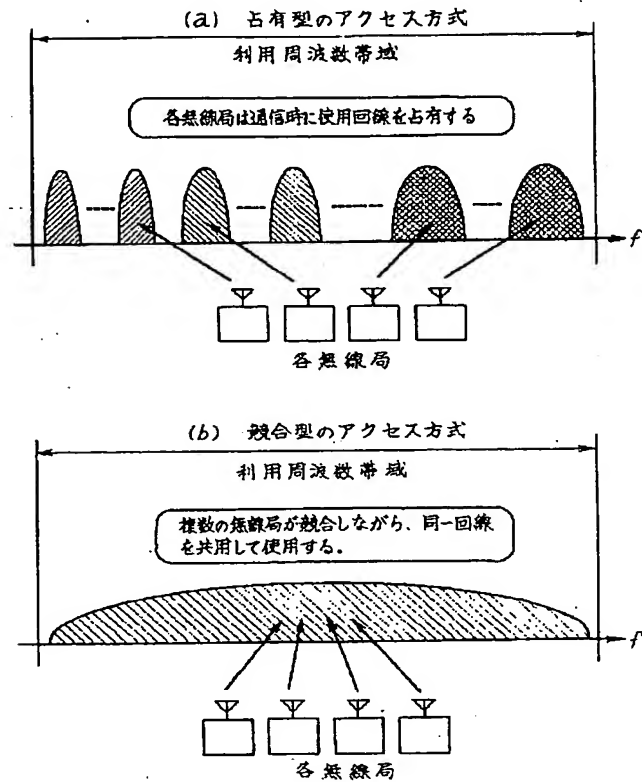 (a) 占有型のアクセス方式
利用周波数帯域
各無線局は通信時に使用回線を占有する
f
各無線局
(b) 競合型のアクセス方式
利用周波数帯域
複数の無線局が競合しながら、同一回線
を共用して使用する。
f
各無線局